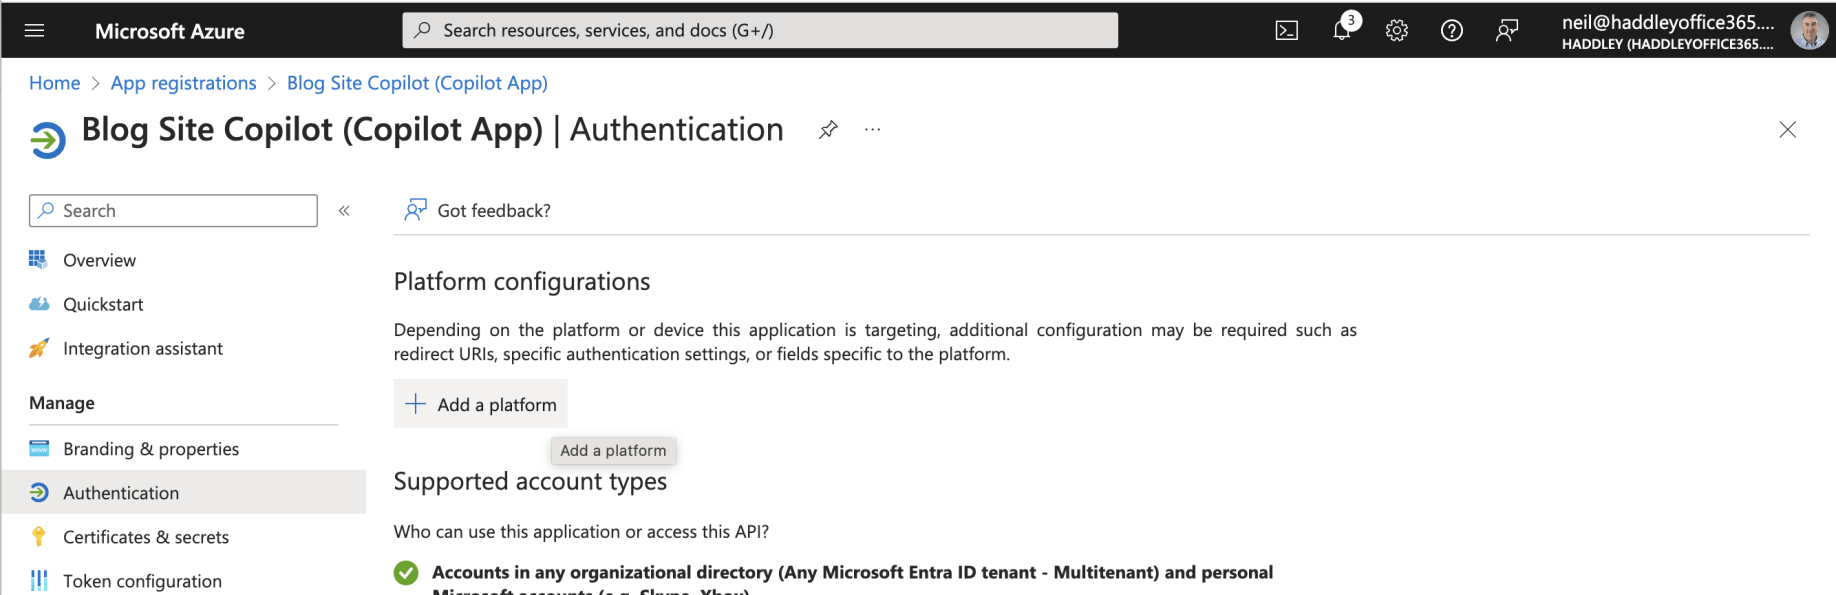 Microsoft Azure
Search resources, services, and docs (G+/)
3
neil@haddleyoffice365....
HADDLEY (HADDLEYOFFICE365....
Home > App registrations > Blog Site Copilot (Copilot App)
Blog Site Copilot (Copilot App) | Authentication
Search
Got feedback?
Overview
Quickstart
Integration assistant
Manage
Branding & properties
Authentication
Certificates & secrets
Token configuration
Platform configurations
Depending on the platform or device this application is targeting, additional configuration may be required such as
redirect URIs, specific authentication settings, or fields specific to the platform.
Add a platform
Add a platform
Supported account types
Who can use this application or access this API?
Accounts in any organizational directory (Any Microsoft Entra ID tenant - Multitenant) and personal
Microsoft accounts (e.g. Skype, Xbox)